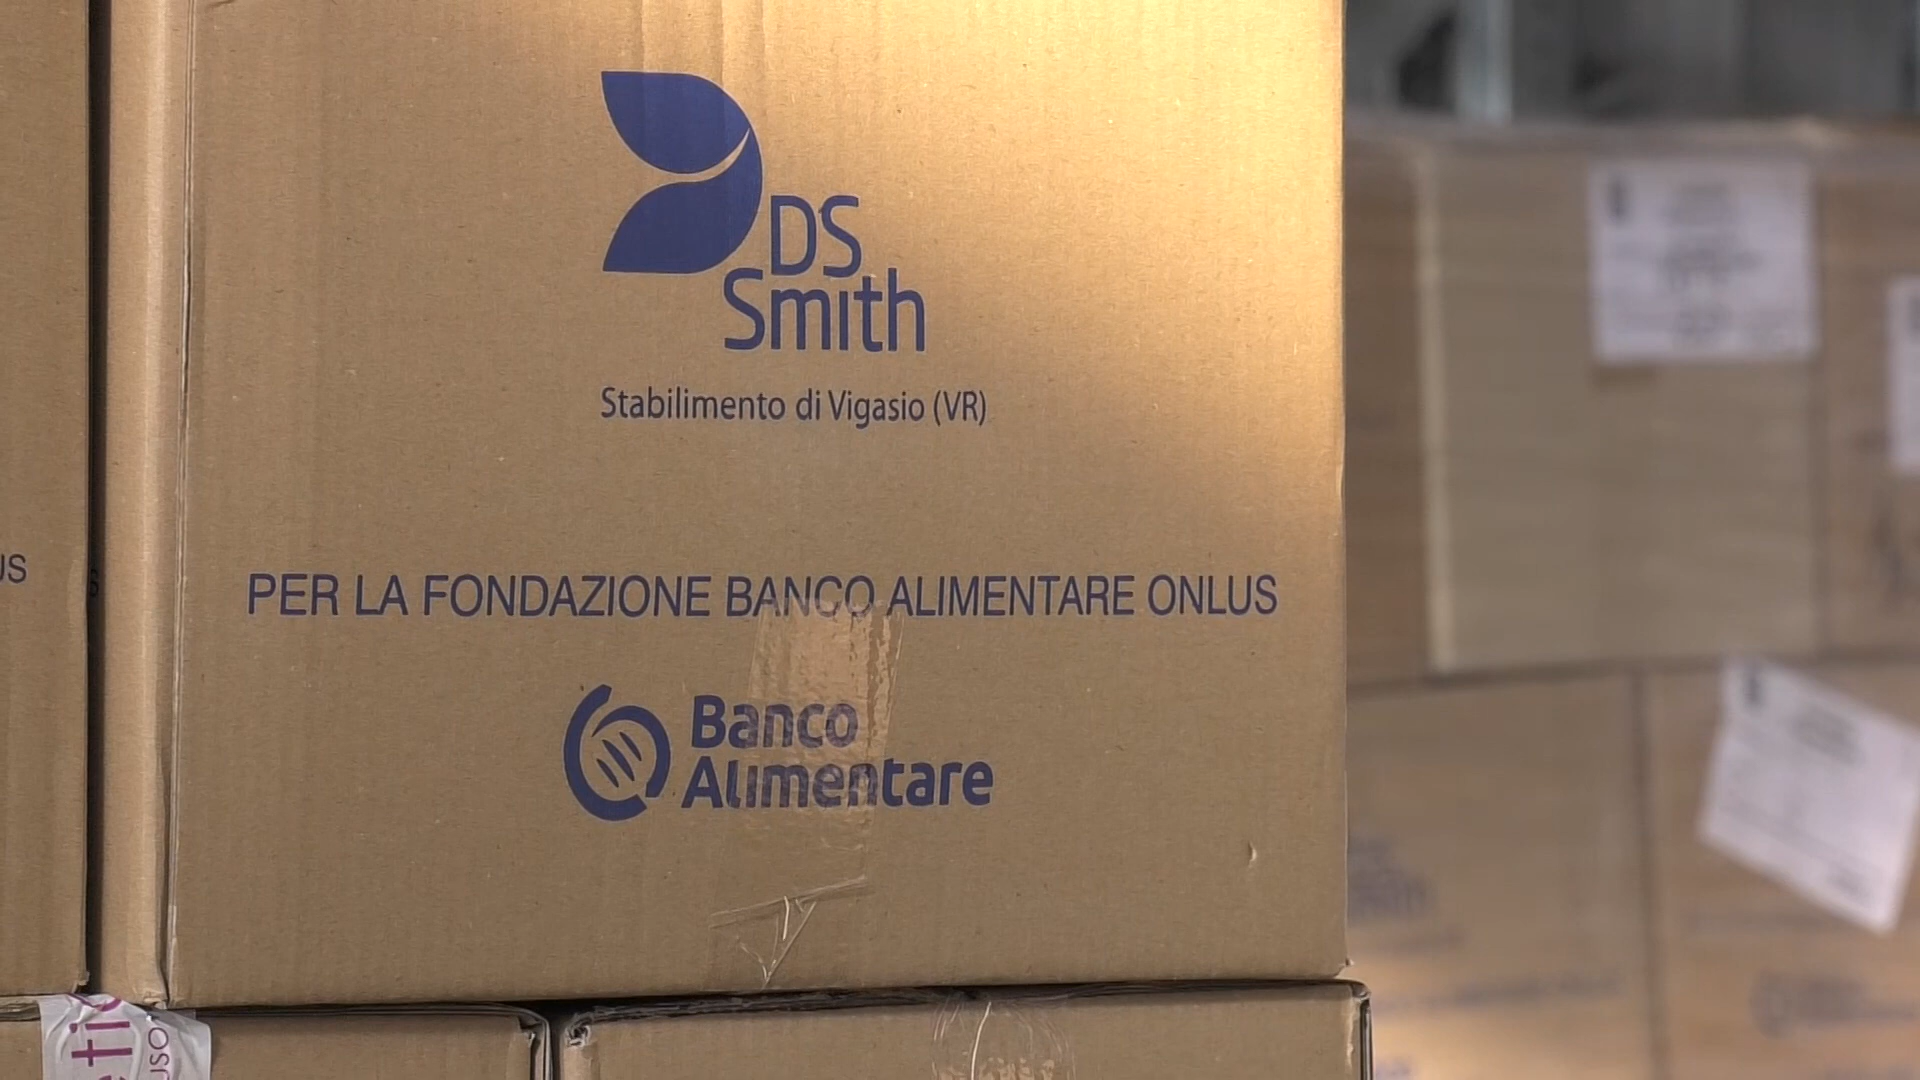 DS
Smith
Stabilimento di Vigasio (VR)
PER LA FONDAZIONE BANCO ALIMENTARE ONLUS
Banco
Alimentare